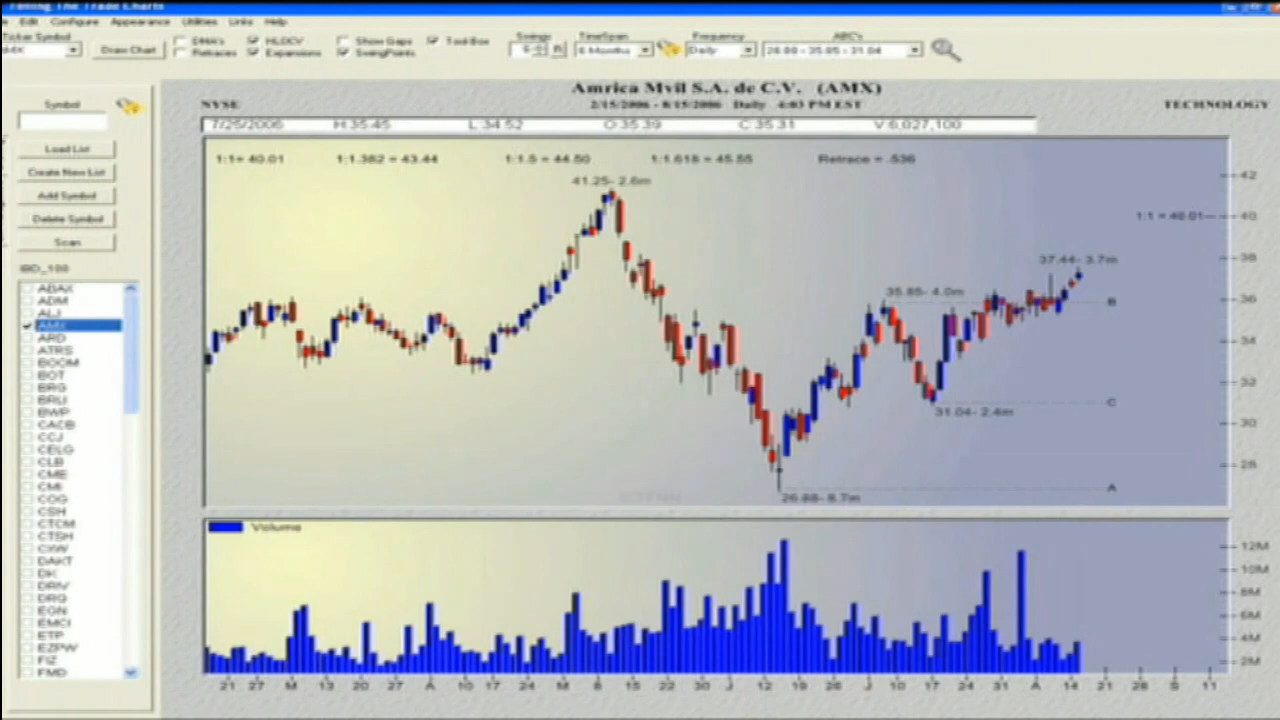 Timing The Trade Charts
Edit Configure Appearance Utilities Links Help
Ticker Symbol
AMX
Draw Chart
DMA's
Retraces
HLOCV
Expansions
Show Gaps
SwingPoints
Tool Box
Swings
TimeSpan
6 Months
Frequency
Daily
ABC's
26.88 - 35.85 - 31.04
Amrica Mvil S.A. de C.V. (AMX)
NYSE 2/15/2006 - 8/15/2006 Daily 4:03 PM EST TECHNOLOGY
7/25/2006 H:35.45 L:34.52 O:35.39 C:35.31 V:6,027,100
1:1= 40.01 1:1.382 = 43.44 1:1.5 = 44.50 1:1.618 = 45.55 Retrace = .536
41.25- 2.6m
1:1 = 40.01
37.44- 3.7m
35.85- 4.0m
B
31.04- 2.4m
C
26.88- 8.7m
A
42
40
38
36
34
32
30
28
Volume
12M
10M
8M
6M
4M
2M
21 27 M 13 20 27 A 10 17 24 M 8 15 22 30 J 12 19 26 J 10 17 24 31 A 14 21 28 S 11
Symbol
Load List
Create New List
Add Symbol
Delete Symbol
Scan
IBD_100
ABAX
ADM
ALJ
AMX
ARD
ATRS
BOOM
BOT
BRG
BRLI
BWP
CACB
CCJ
CELG
CLB
CME
CMI
COG
CSH
CTCM
CTSH
CXW
DAKT
DK
DRIV
DRQ
EGN
EMCI
ETP
EZPW
FIZ
FMD